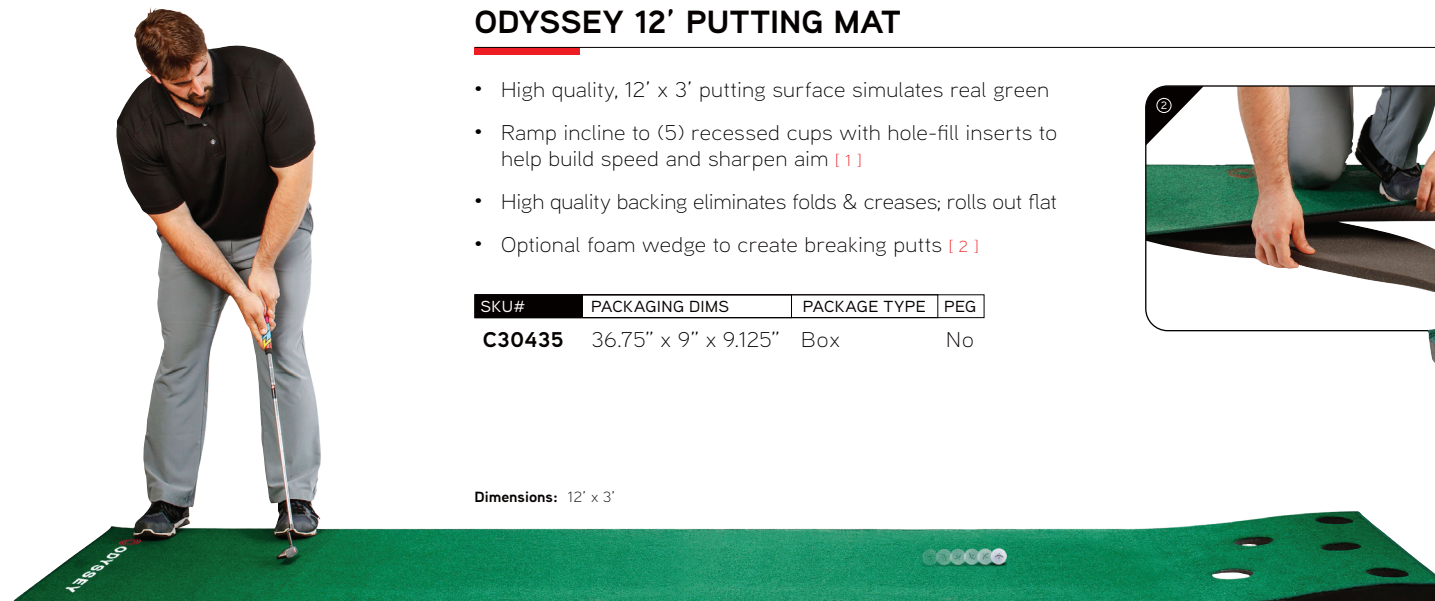 ODYSSEY 12′ PUTTING MAT
• High quality, 12′ x 3′ putting surface simulates real green
• Ramp incline to (5) recessed cups with hole-fill inserts to
help build speed and sharpen aim [ 1 ]
• High quality backing eliminates folds & creases; rolls out flat
• Optional foam wedge to create breaking putts [ 2 ]
SKU# PACKAGING DIMS PACKAGE TYPE PEG
C30435 36.75″ x 9″ x 9.125″ Box No
2
Dimensions: 12′ x 3′
ODYSSEY